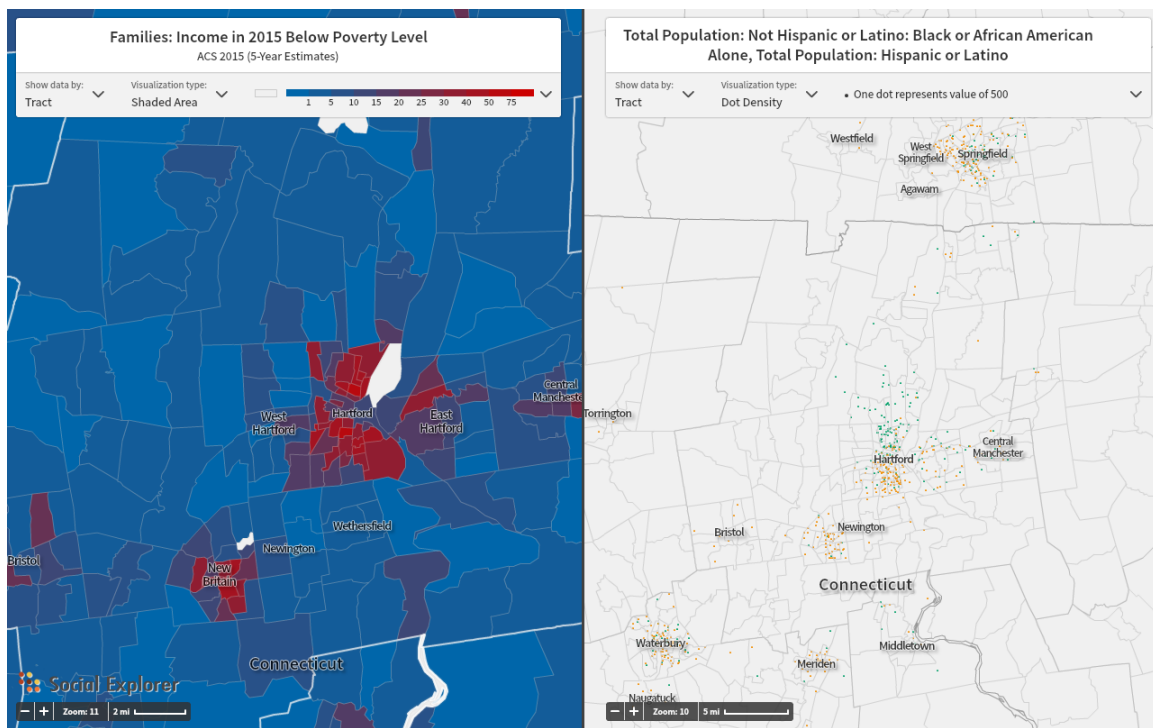 Families: Income in 2015 Below Poverty Level
ACS 2015 (5-Year Estimates)
Show data by:
Tract
Visualization type:
Shaded Area
1 5 10 15 20 25 30 40 50 75
West
Hartford
Hartford
East
Hartford
Central
Manchest
Wethersfield
Newington
New
Britain
Bristol
Connecticut
Social Explorer
− + Zoom: 11 2 mi
Total Population: Not Hispanic or Latino: Black or African American
Alone, Total Population: Hispanic or Latino
Show data by:
Tract
Visualization type:
Dot Density
• One dot represents value of 500
Westfield
West
Springfield
Springfield
Agawam
Torrington
Hartford
Central
Manchester
Bristol
Newington
Connecticut
Waterbury
Meriden
Middletown
Naugatuck
− + Zoom: 10 5 mi